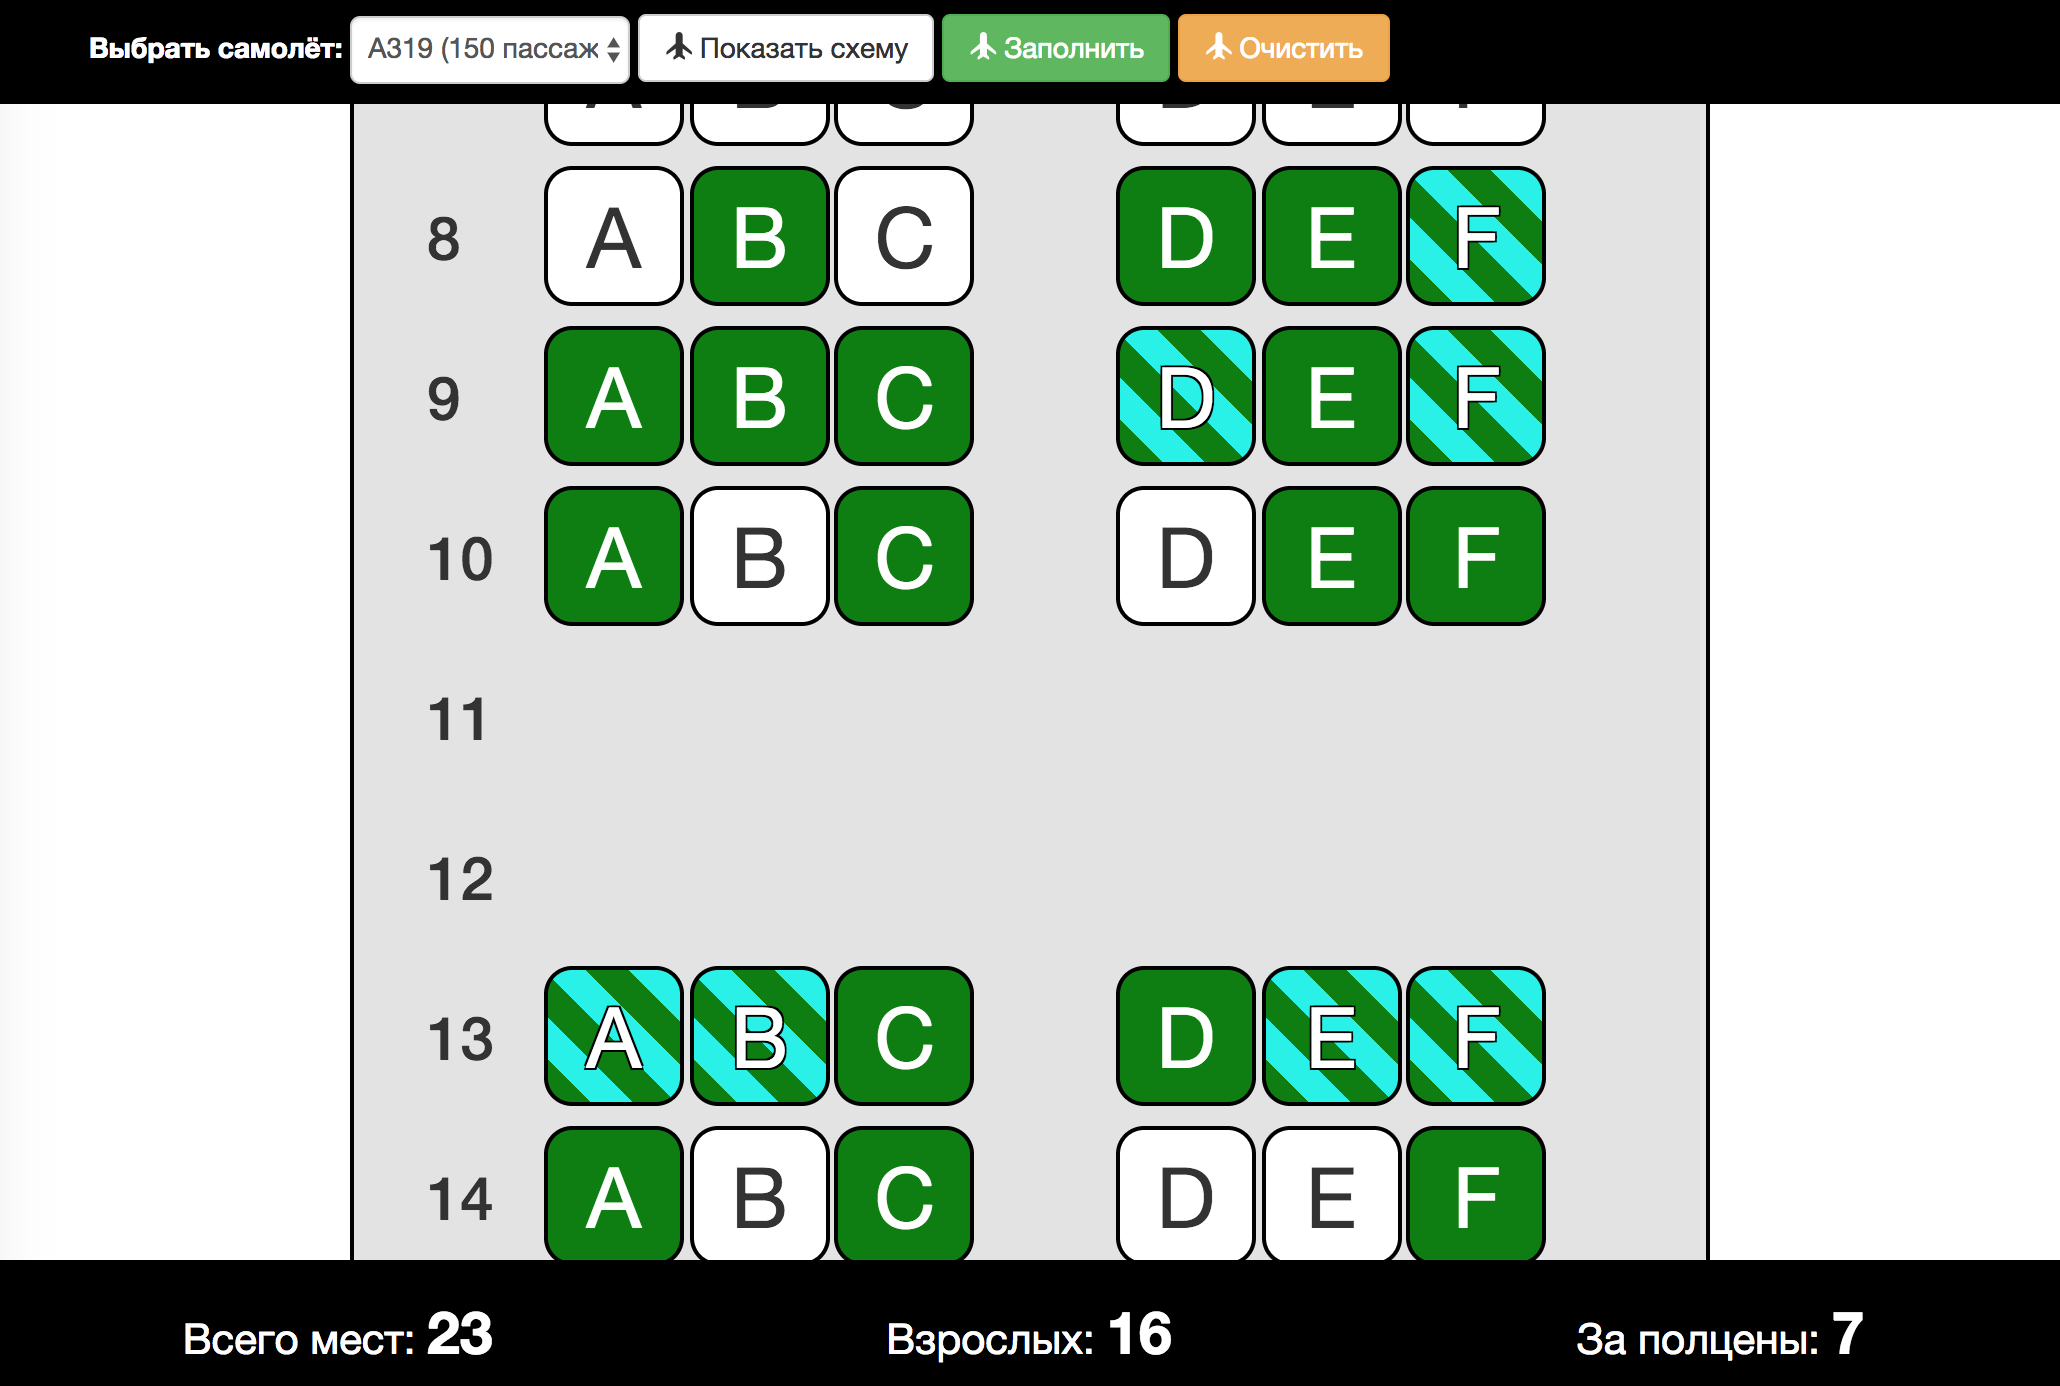 Выбрать самолёт: A319 (150 пассаж Показать схему Заполнить Очистить
8 A B C D E F
9 A B C D E F
10 A B C D E F
11
12
13 A B C D E F
14 A B C D E F
Всего мест: 23 Взрослых: 16 За полцены: 7